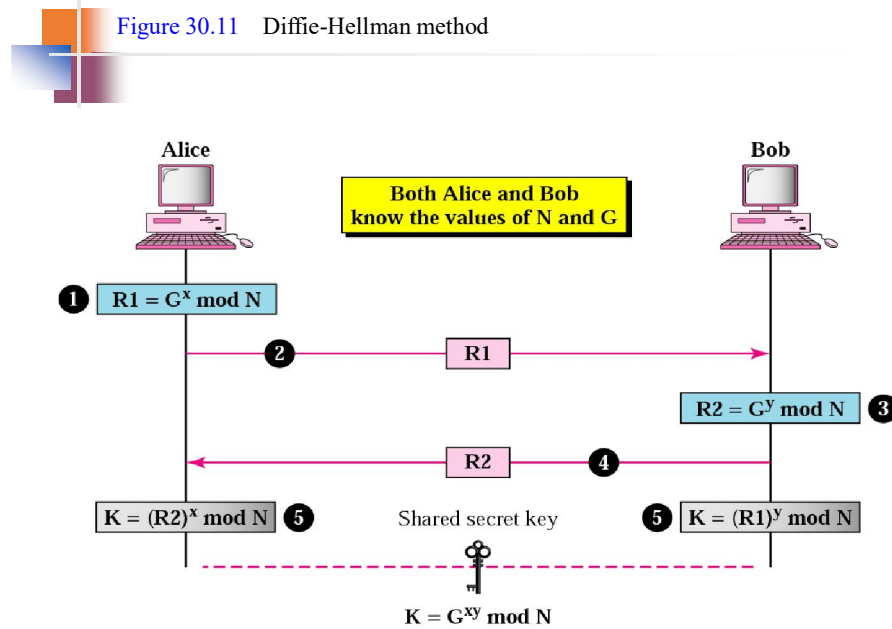 Figure 30.11 Diffie-Hellman method
Alice
Bob
Both Alice and Bob
know the values of N and G
1 R1 = G^x mod N
2 R1
R2 = G^y mod N 3
R2 4
K = (R2)^x mod N 5
Shared secret key
5 K = (R1)^y mod N
K = G^xy mod N